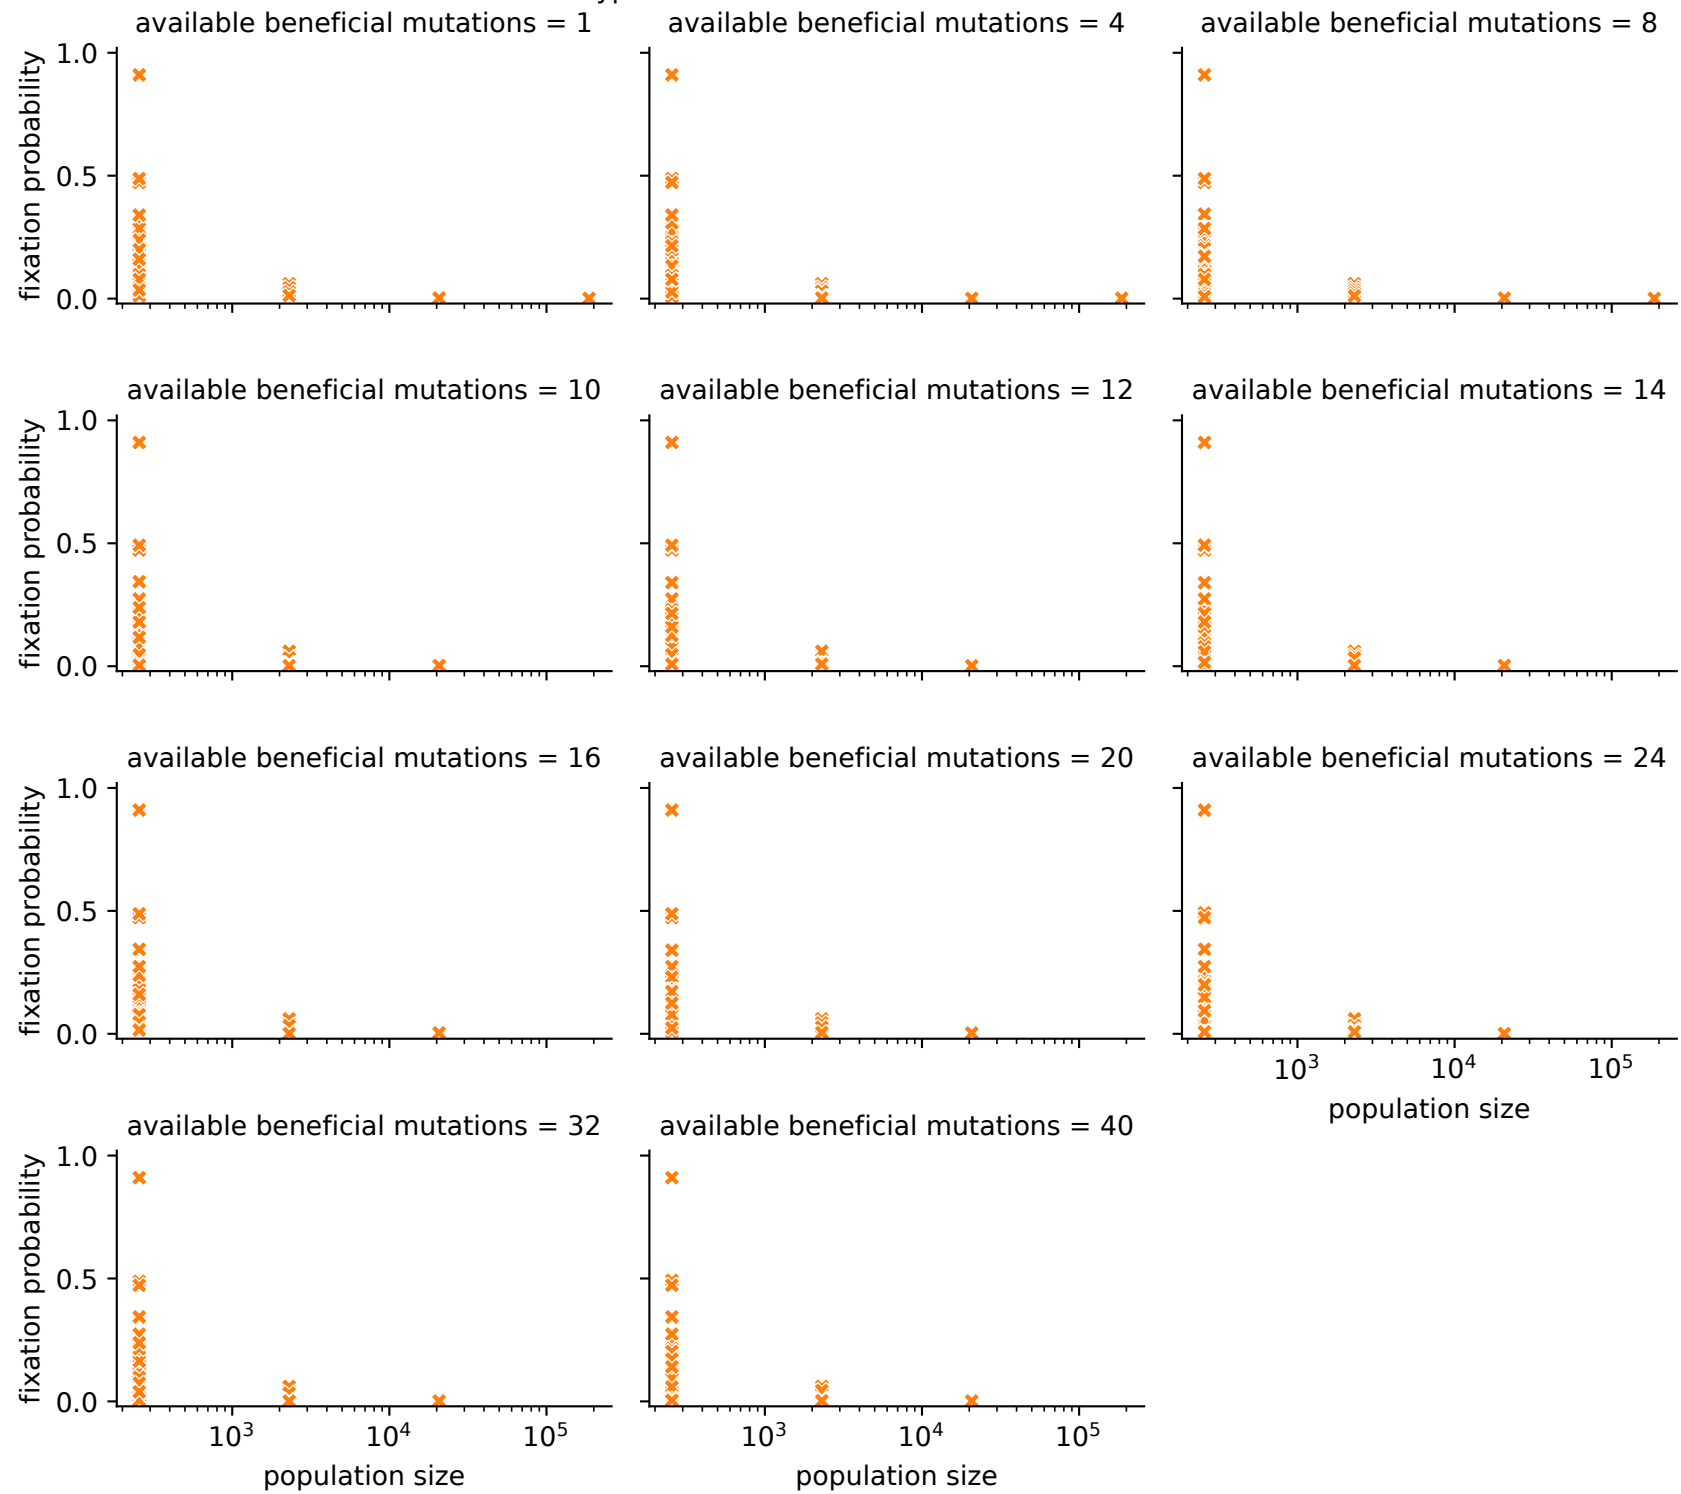 available beneficial mutations = 1
available beneficial mutations = 4
available beneficial mutations = 8
fixation probability
1.0
0.5
0.0
available beneficial mutations = 10
available beneficial mutations = 12
available beneficial mutations = 14
fixation probability
1.0
0.5
0.0
available beneficial mutations = 16
available beneficial mutations = 20
available beneficial mutations = 24
fixation probability
1.0
0.5
0.0
10³ 10⁴ 10⁵
population size
available beneficial mutations = 32
available beneficial mutations = 40
fixation probability
1.0
0.5
0.0
10³ 10⁴ 10⁵
10³ 10⁴ 10⁵
population size
population size